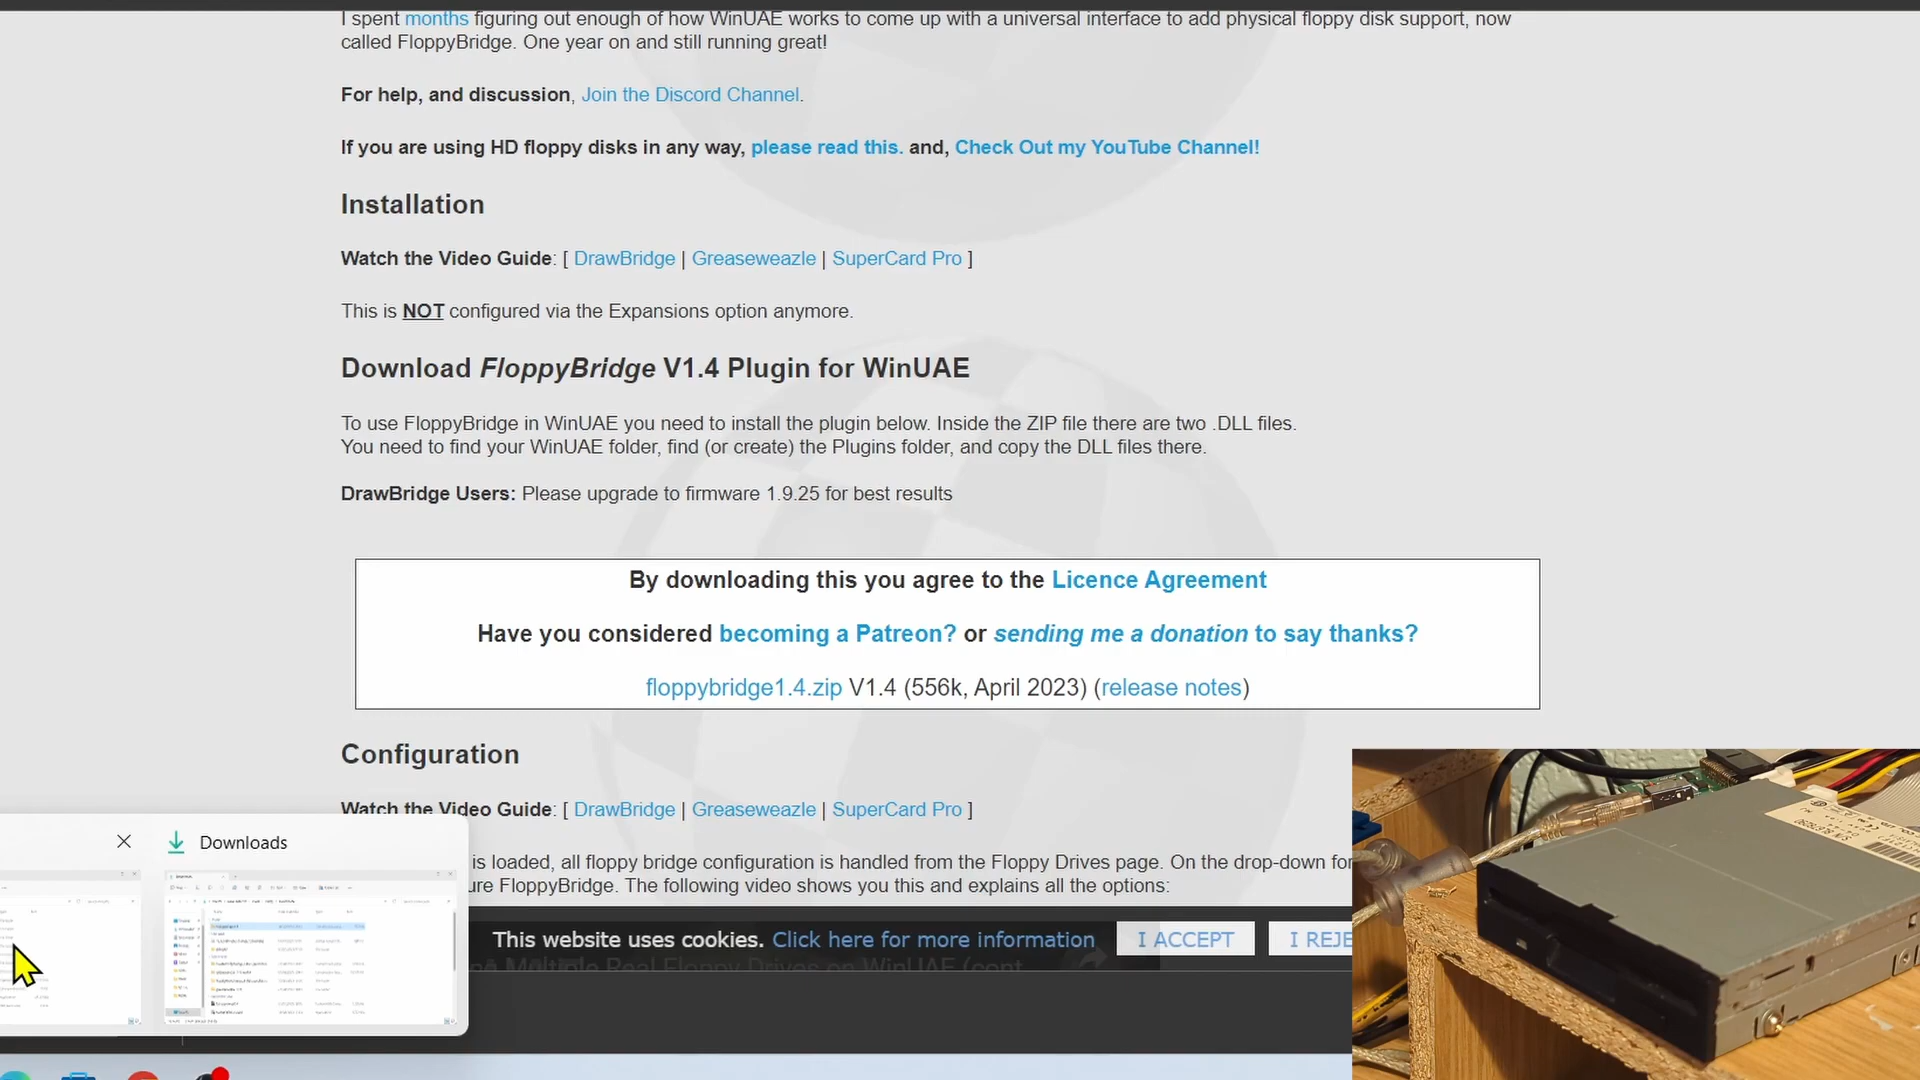 I spent months figuring out enough of how WinUAE works to come up with a universal interface to add physical floppy disk support, now
called FloppyBridge. One year on and still running great!
For help, and discussion, Join the Discord Channel.
If you are using HD floppy disks in any way, please read this. and, Check Out my YouTube Channel!
Installation
Watch the Video Guide: [ DrawBridge | Greaseweazle | SuperCard Pro ]
This is NOT configured via the Expansions option anymore.
Download FloppyBridge V1.4 Plugin for WinUAE
To use FloppyBridge in WinUAE you need to install the plugin below. Inside the ZIP file there are two .DLL files.
You need to find your WinUAE folder, find (or create) the Plugins folder, and copy the DLL files there.
DrawBridge Users: Please upgrade to firmware 1.9.25 for best results
By downloading this you agree to the Licence Agreement
Have you considered becoming a Patreon? or sending me a donation to say thanks?
floppybridge1.4.zip V1.4 (556k, April 2023) (release notes)
Configuration
Watch the Video Guide: [ DrawBridge | Greaseweazle | SuperCard Pro ]
Downloads
is loaded, all floppy bridge configuration is handled from the Floppy Drives page. On the drop-down for
ure FloppyBridge. The following video shows you this and explains all the options:
This website uses cookies. Click here for more information
I ACCEPT
I REJE
Multiple Real Floppy Drives on WinUAE (cont